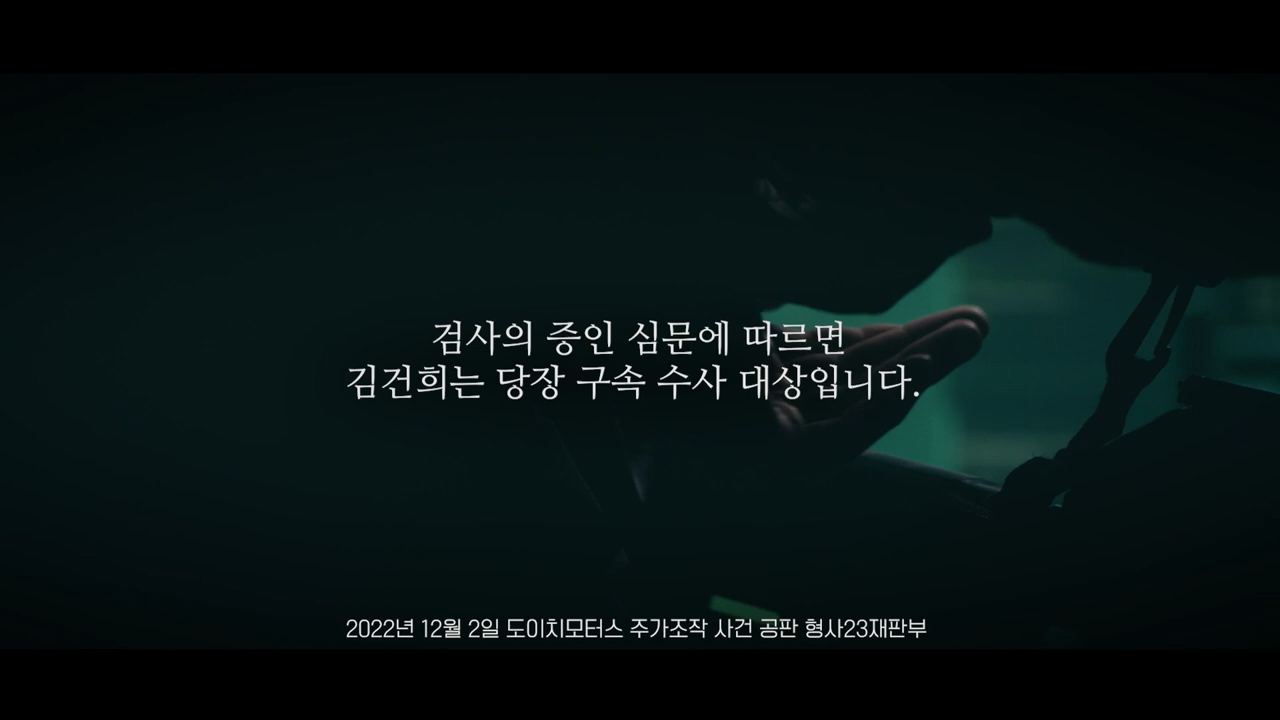 검사의 증인 심문에 따르면
김건희는 당장 구속 수사 대상입니다.
2022년 12월 2일 도이치모터스 주가조작 사건 공판 형사23재판부